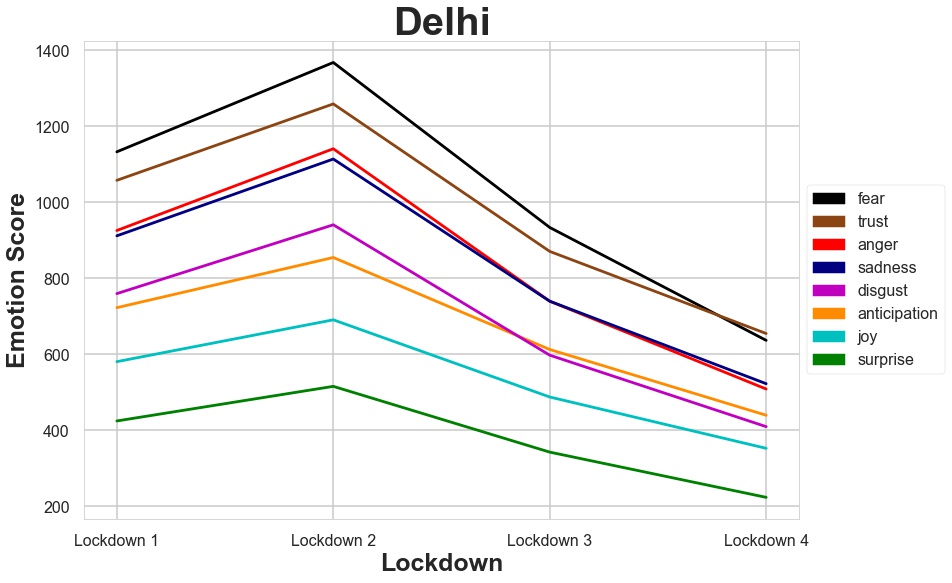 Delhi
Emotion Score
1400
1200
1000
800
600
400
200
Lockdown 1
Lockdown 2
Lockdown 3
Lockdown 4
Lockdown
fear
trust
anger
sadness
disgust
anticipation
joy
surprise